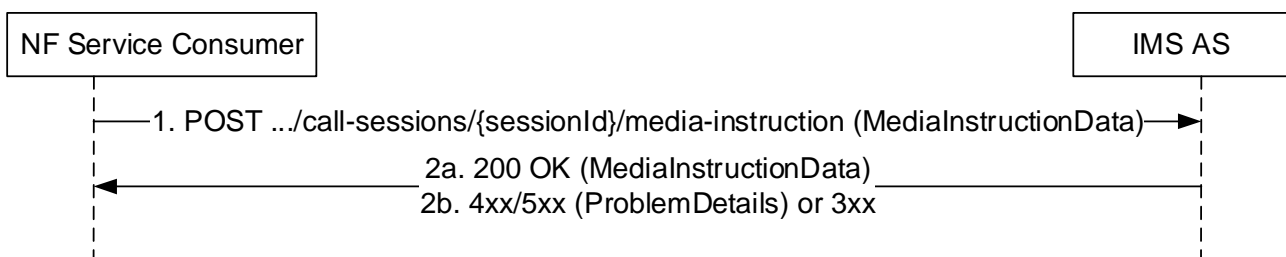 NF Service Consumer
IMS AS
1. POST .../call-sessions/{sessionId}/media-instruction (MediaInstructionData)
2a. 200 OK (MediaInstructionData)
2b. 4xx/5xx (ProblemDetails) or 3xx